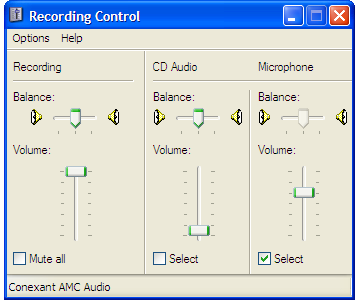 Recording Control
Options Help
Recording
CD Audio
Microphone
Balance:
Balance:
Balance:
Volume:
Volume:
Volume:
Mute all
Select
Select
Conexant AMC Audio